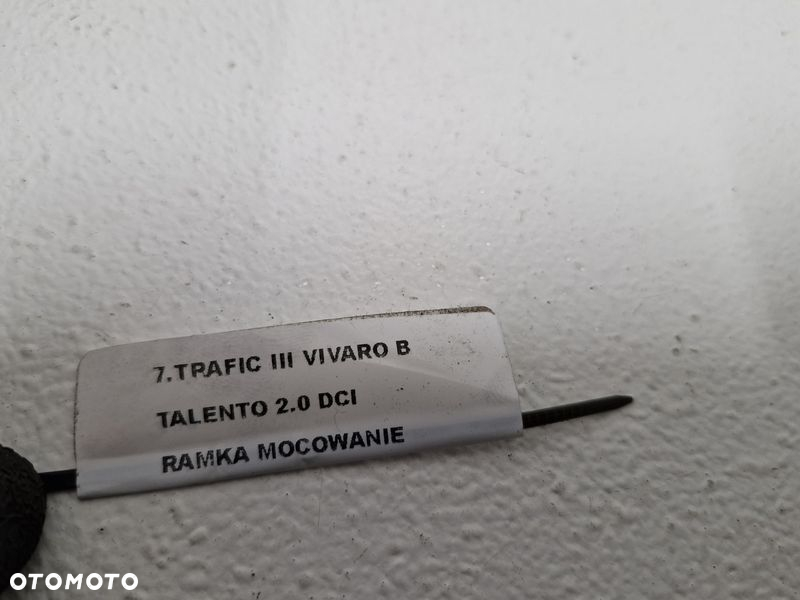 7.TRAFIC III VIVARO B
TALENTO 2.0 DCI
RAMKA MOCOWANIE
OTOMOTO